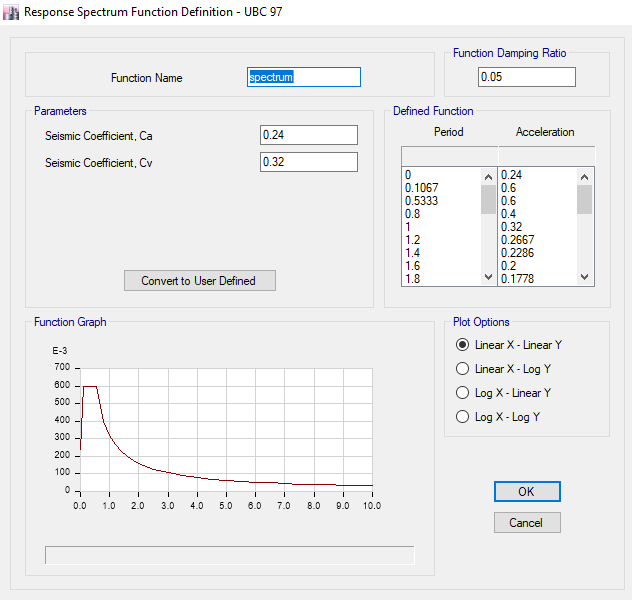 Response Spectrum Function Definition - UBC 97
Function Damping Ratio
Function Name
spectrum
0.05
Parameters
Seismic Coefficient, Ca
0.24
Seismic Coefficient, Cv
0.32
Convert to User Defined
Defined Function
Period Acceleration
0 0.24
0.1067 0.6
0.5333 0.6
0.8 0.4
1 0.32
1.2 0.2667
1.4 0.2286
1.6 0.2
1.8 0.1778
Function Graph
E-3
700
600
500
400
300
200
100
0
0.0 1.0 2.0 3.0 4.0 5.0 6.0 7.0 8.0 9.0 10.0
Plot Options
Linear X - Linear Y
Linear X - Log Y
Log X - Linear Y
Log X - Log Y
OK
Cancel